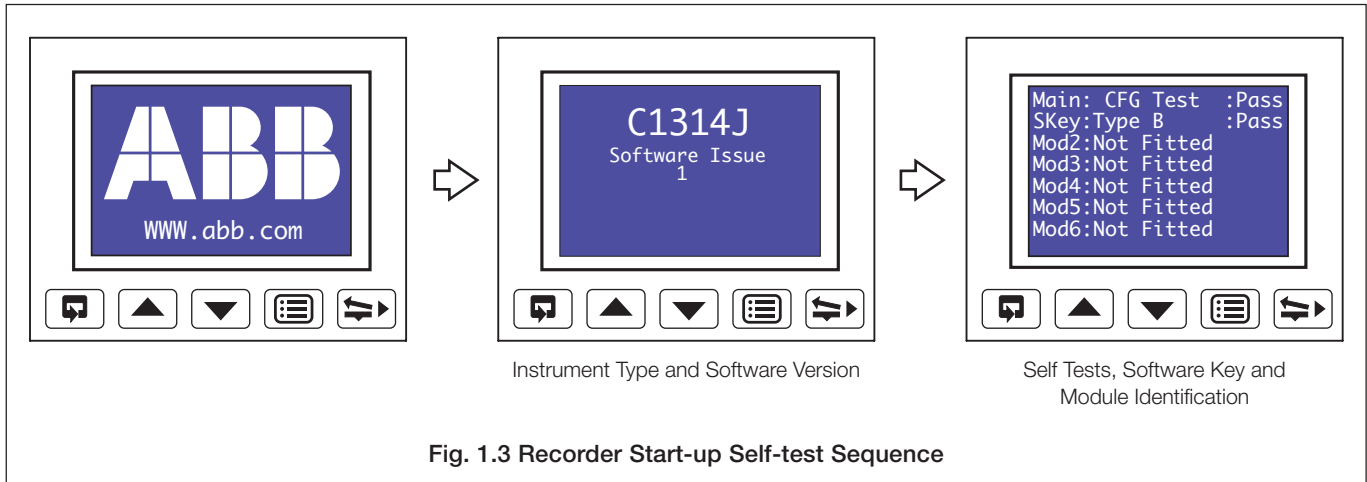 ABB
WWW.abb.com
C1314J
Software Issue
1
Main: CFG Test :Pass
SKey:Type B :Pass
Mod2:Not Fitted
Mod3:Not Fitted
Mod4:Not Fitted
Mod5:Not Fitted
Mod6:Not Fitted
Instrument Type and Software Version
Self Tests, Software Key and
Module Identification
Fig. 1.3 Recorder Start-up Self-test Sequence